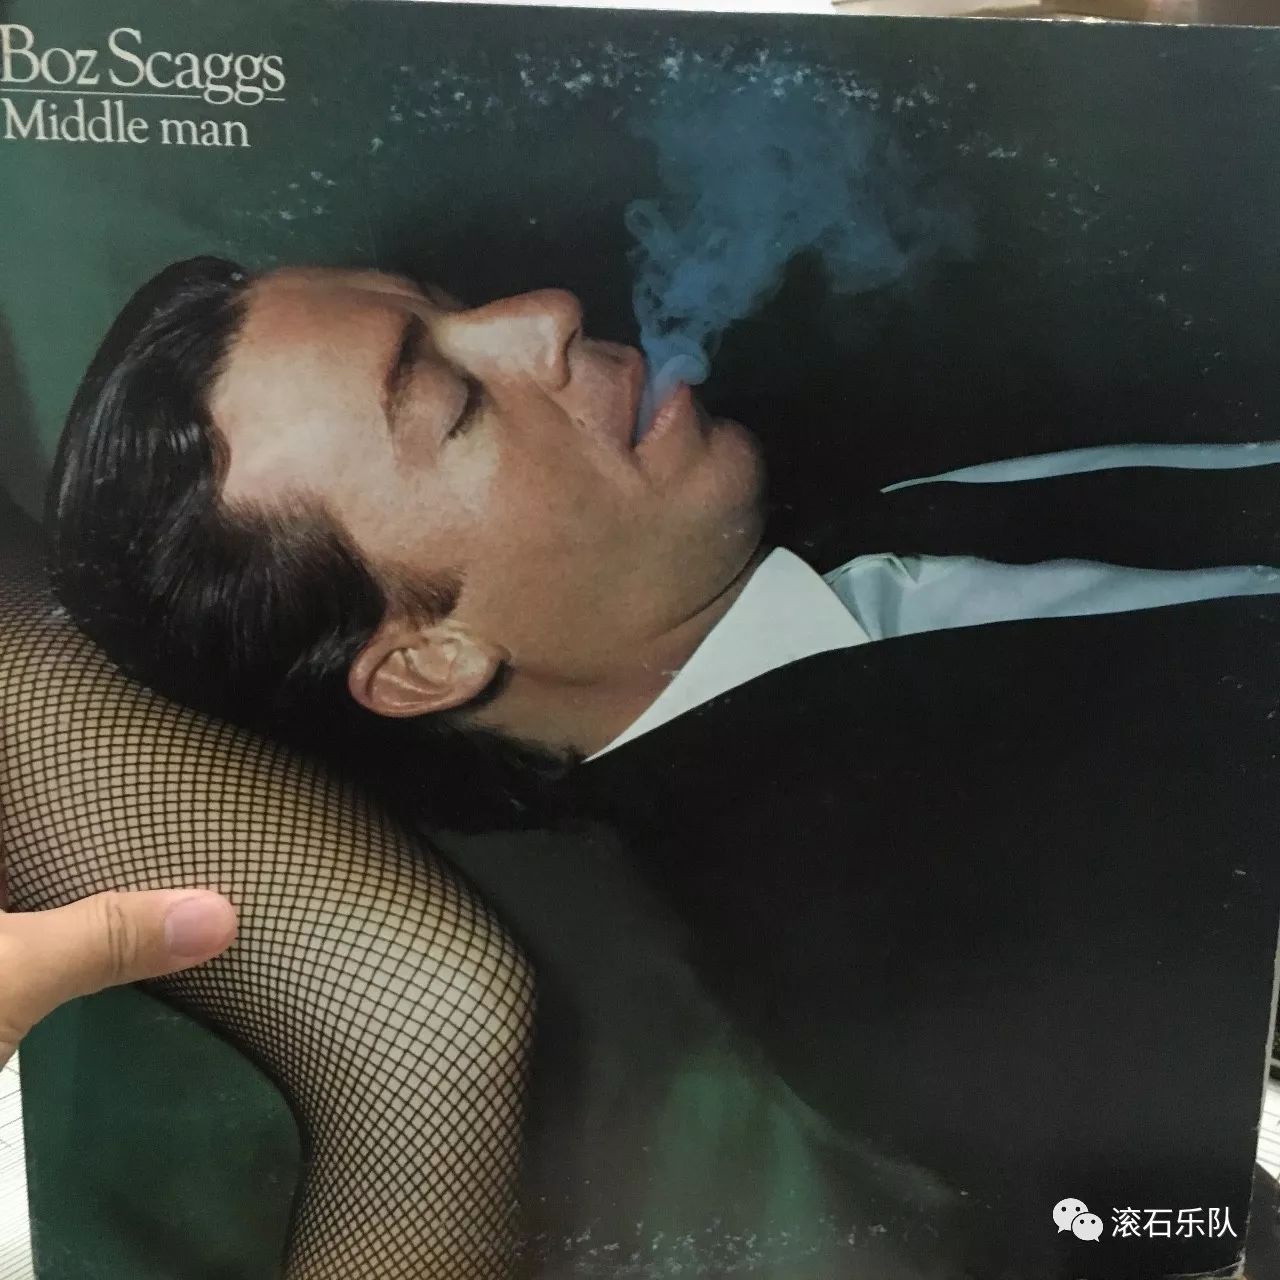 Boz Scaggs
Middle man
滚石乐队